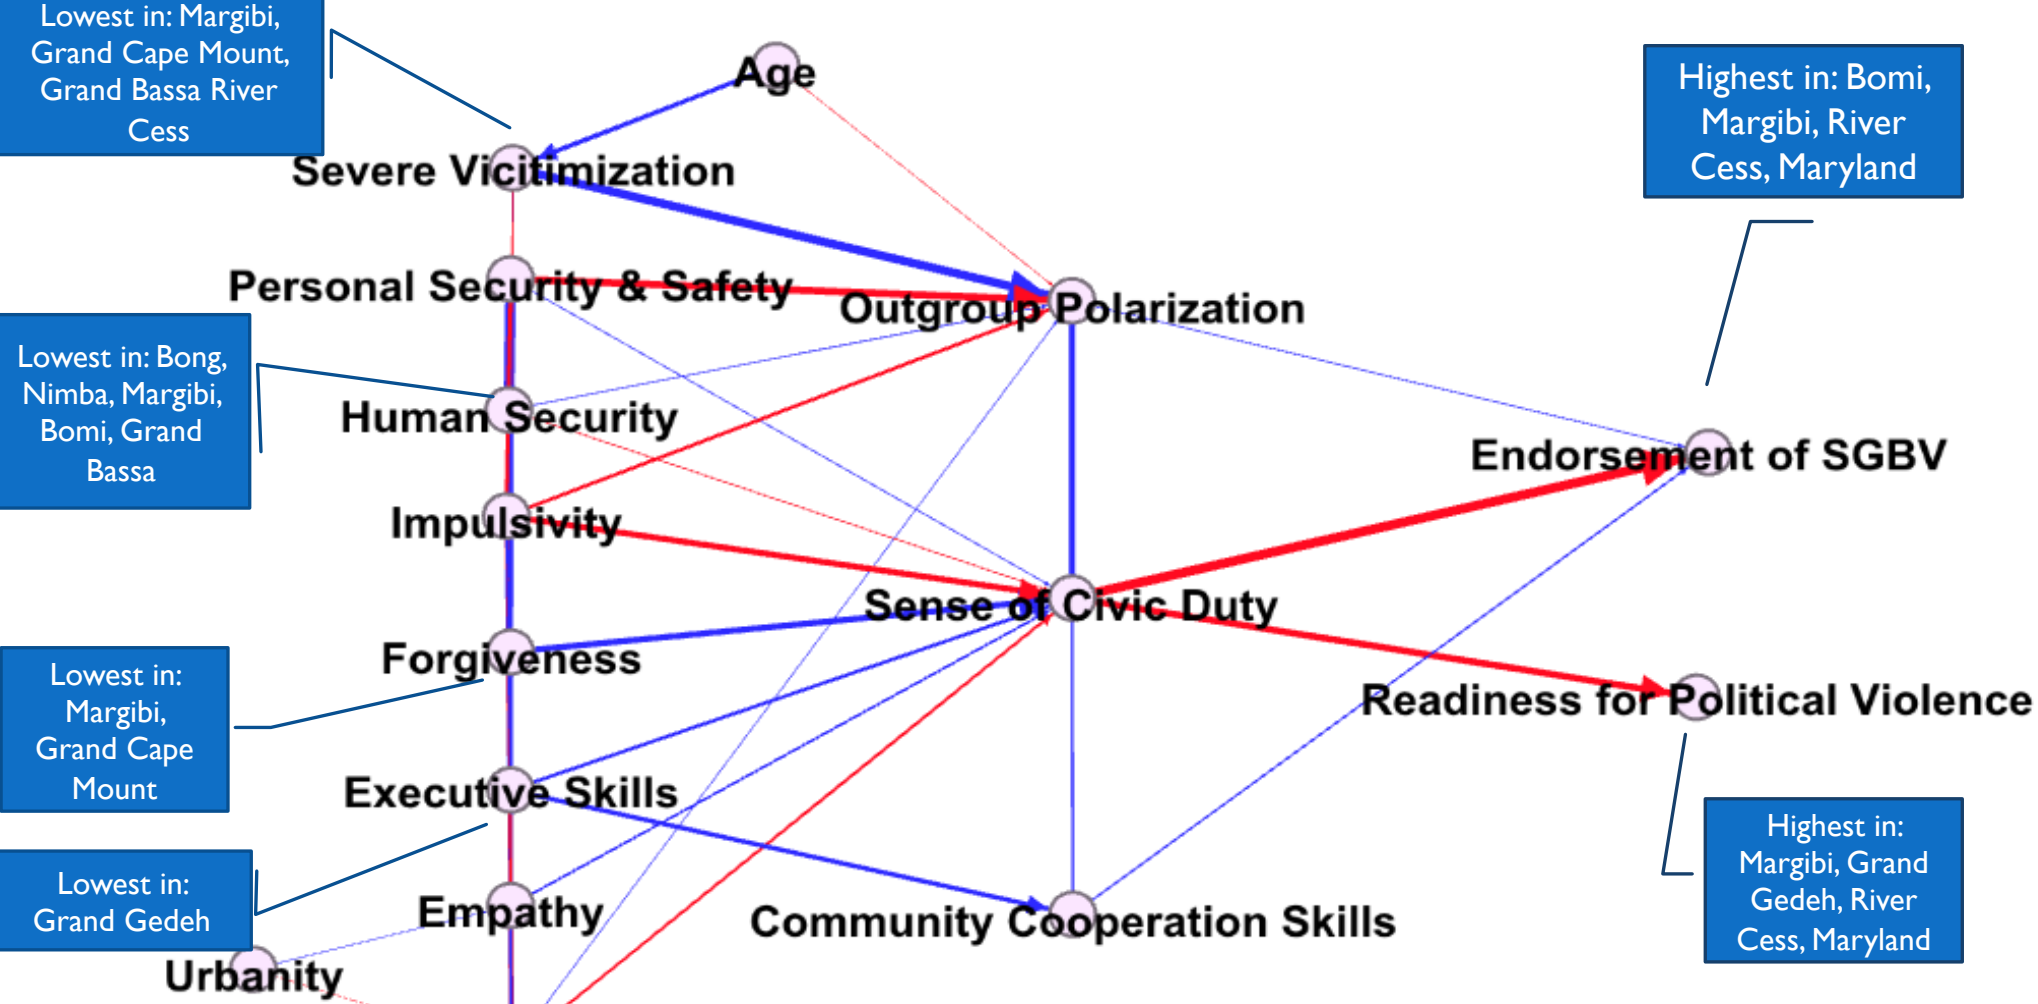 Lowest in: Margibi,
Grand Cape Mount,
Grand Bassa River
Cess
Age
Highest in: Bomi,
Margibi, River
Cess, Maryland
Severe Vicitimization
Personal Security & Safety
Outgroup Polarization
Lowest in: Bong,
Nimba, Margibi,
Bomi, Grand
Bassa
Human Security
Endorsement of SGBV
Impulsivity
Sense of Civic Duty
Forgiveness
Lowest in:
Margibi,
Grand Cape
Mount
Readiness for Political Violence
Executive Skills
Highest in:
Margibi, Grand
Gedeh, River
Cess, Maryland
Lowest in:
Grand Gedeh
Empathy
Community Cooperation Skills
Urbanity